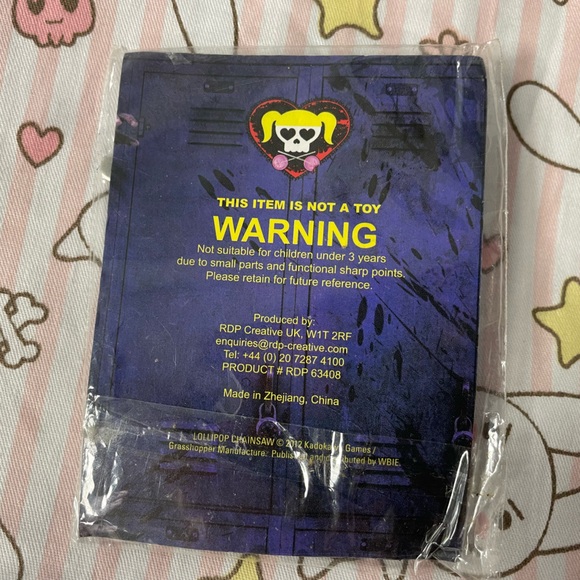 THIS ITEM IS NOT A TOY
WARNING
Not suitable for children under 3 years
due to small parts and functional sharp points.
Please retain for future reference.
Produced by:
RDP Creative UK, W1T 2RF
enquiries@rdp-creative.com
Tel: +44 (0) 20 7287 4100
PRODUCT # RDP 63408
Made in Zhejiang, China
LOLLIPOP CHAINSAW © 2012 Kadokawa Games /
Grasshopper Manufacture. Published and distributed by WBIE.